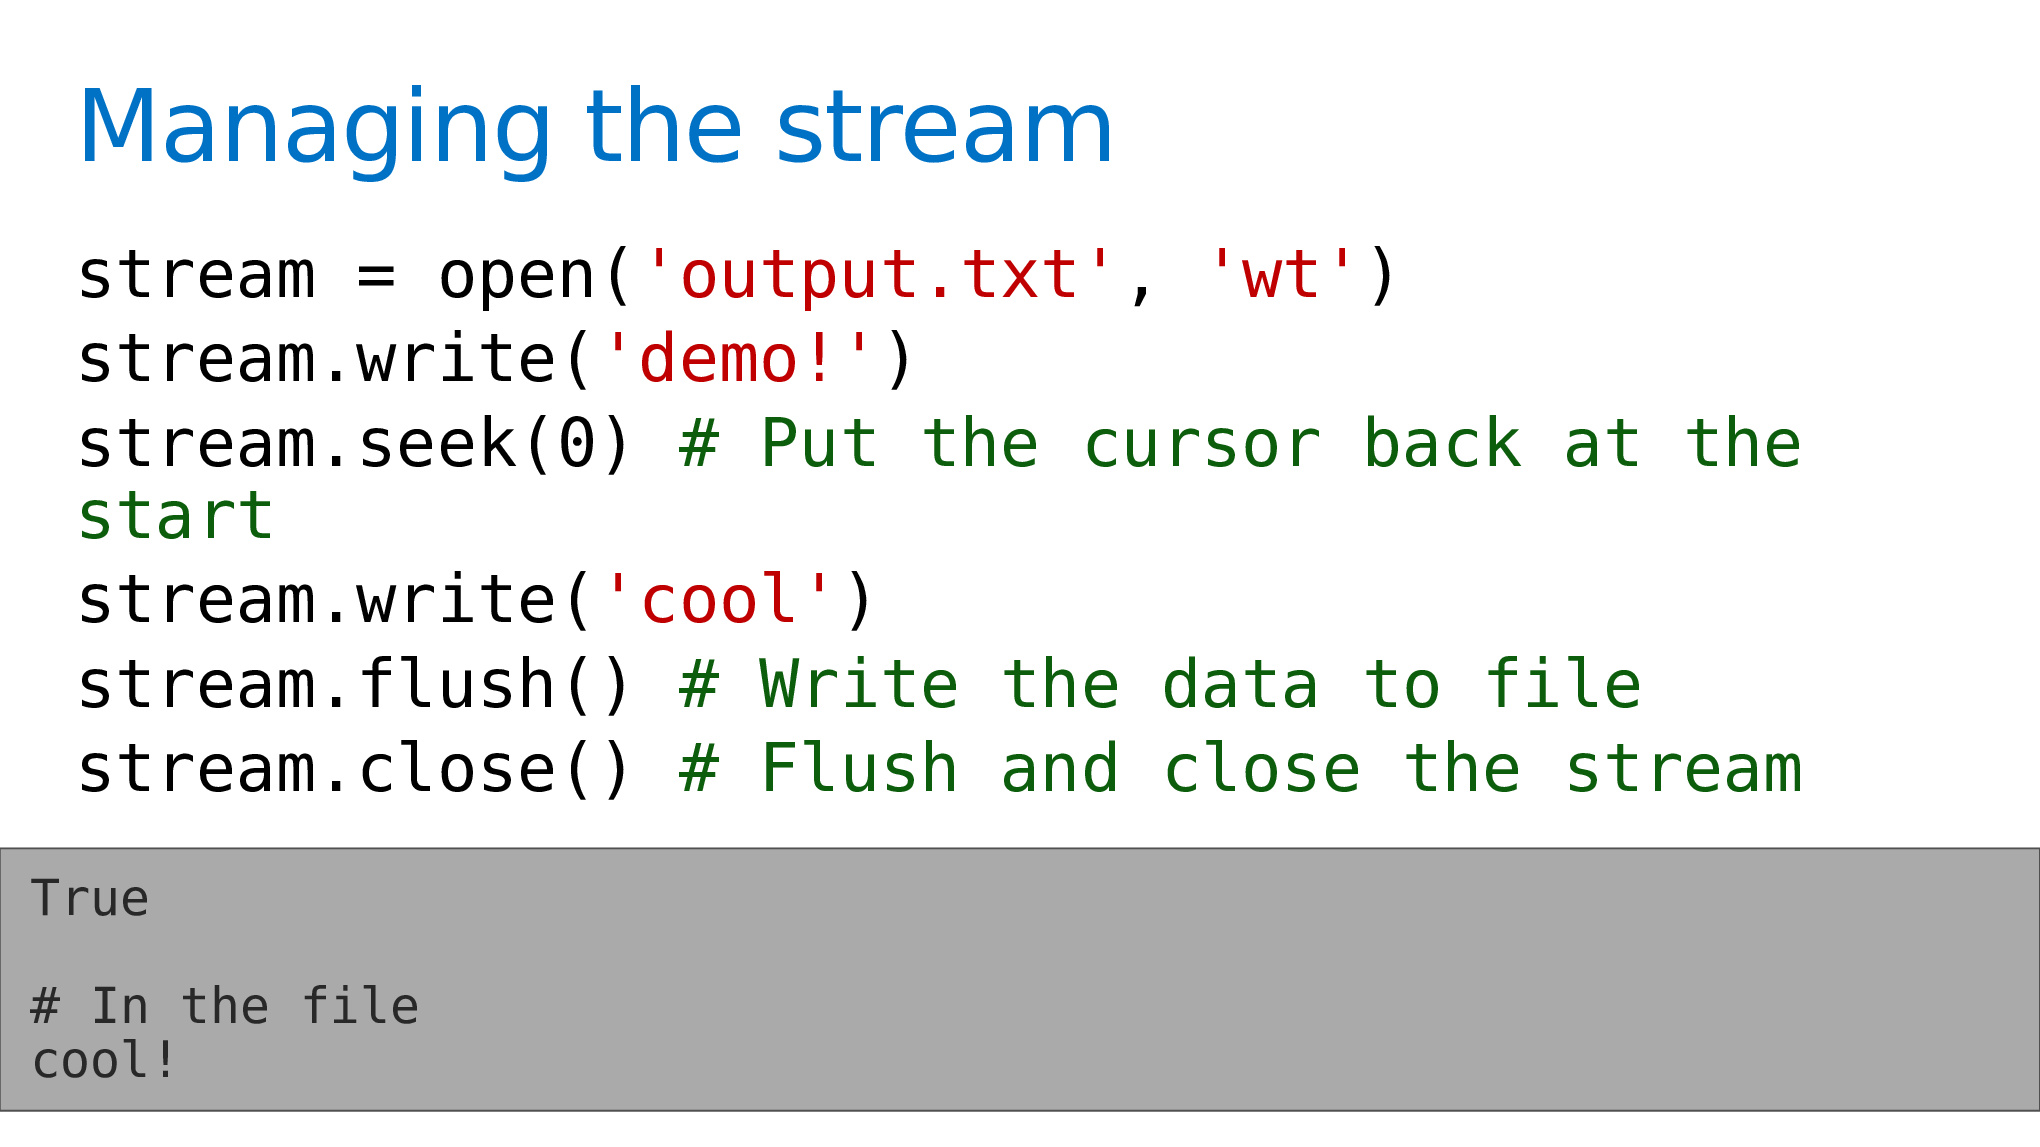 Managing the stream
stream = open('output.txt', 'wt')
stream.write('demo!')
stream.seek(0) # Put the cursor back at the
start
stream.write('cool')
stream.flush() # Write the data to file
stream.close() # Flush and close the stream
True
# In the file
cool!